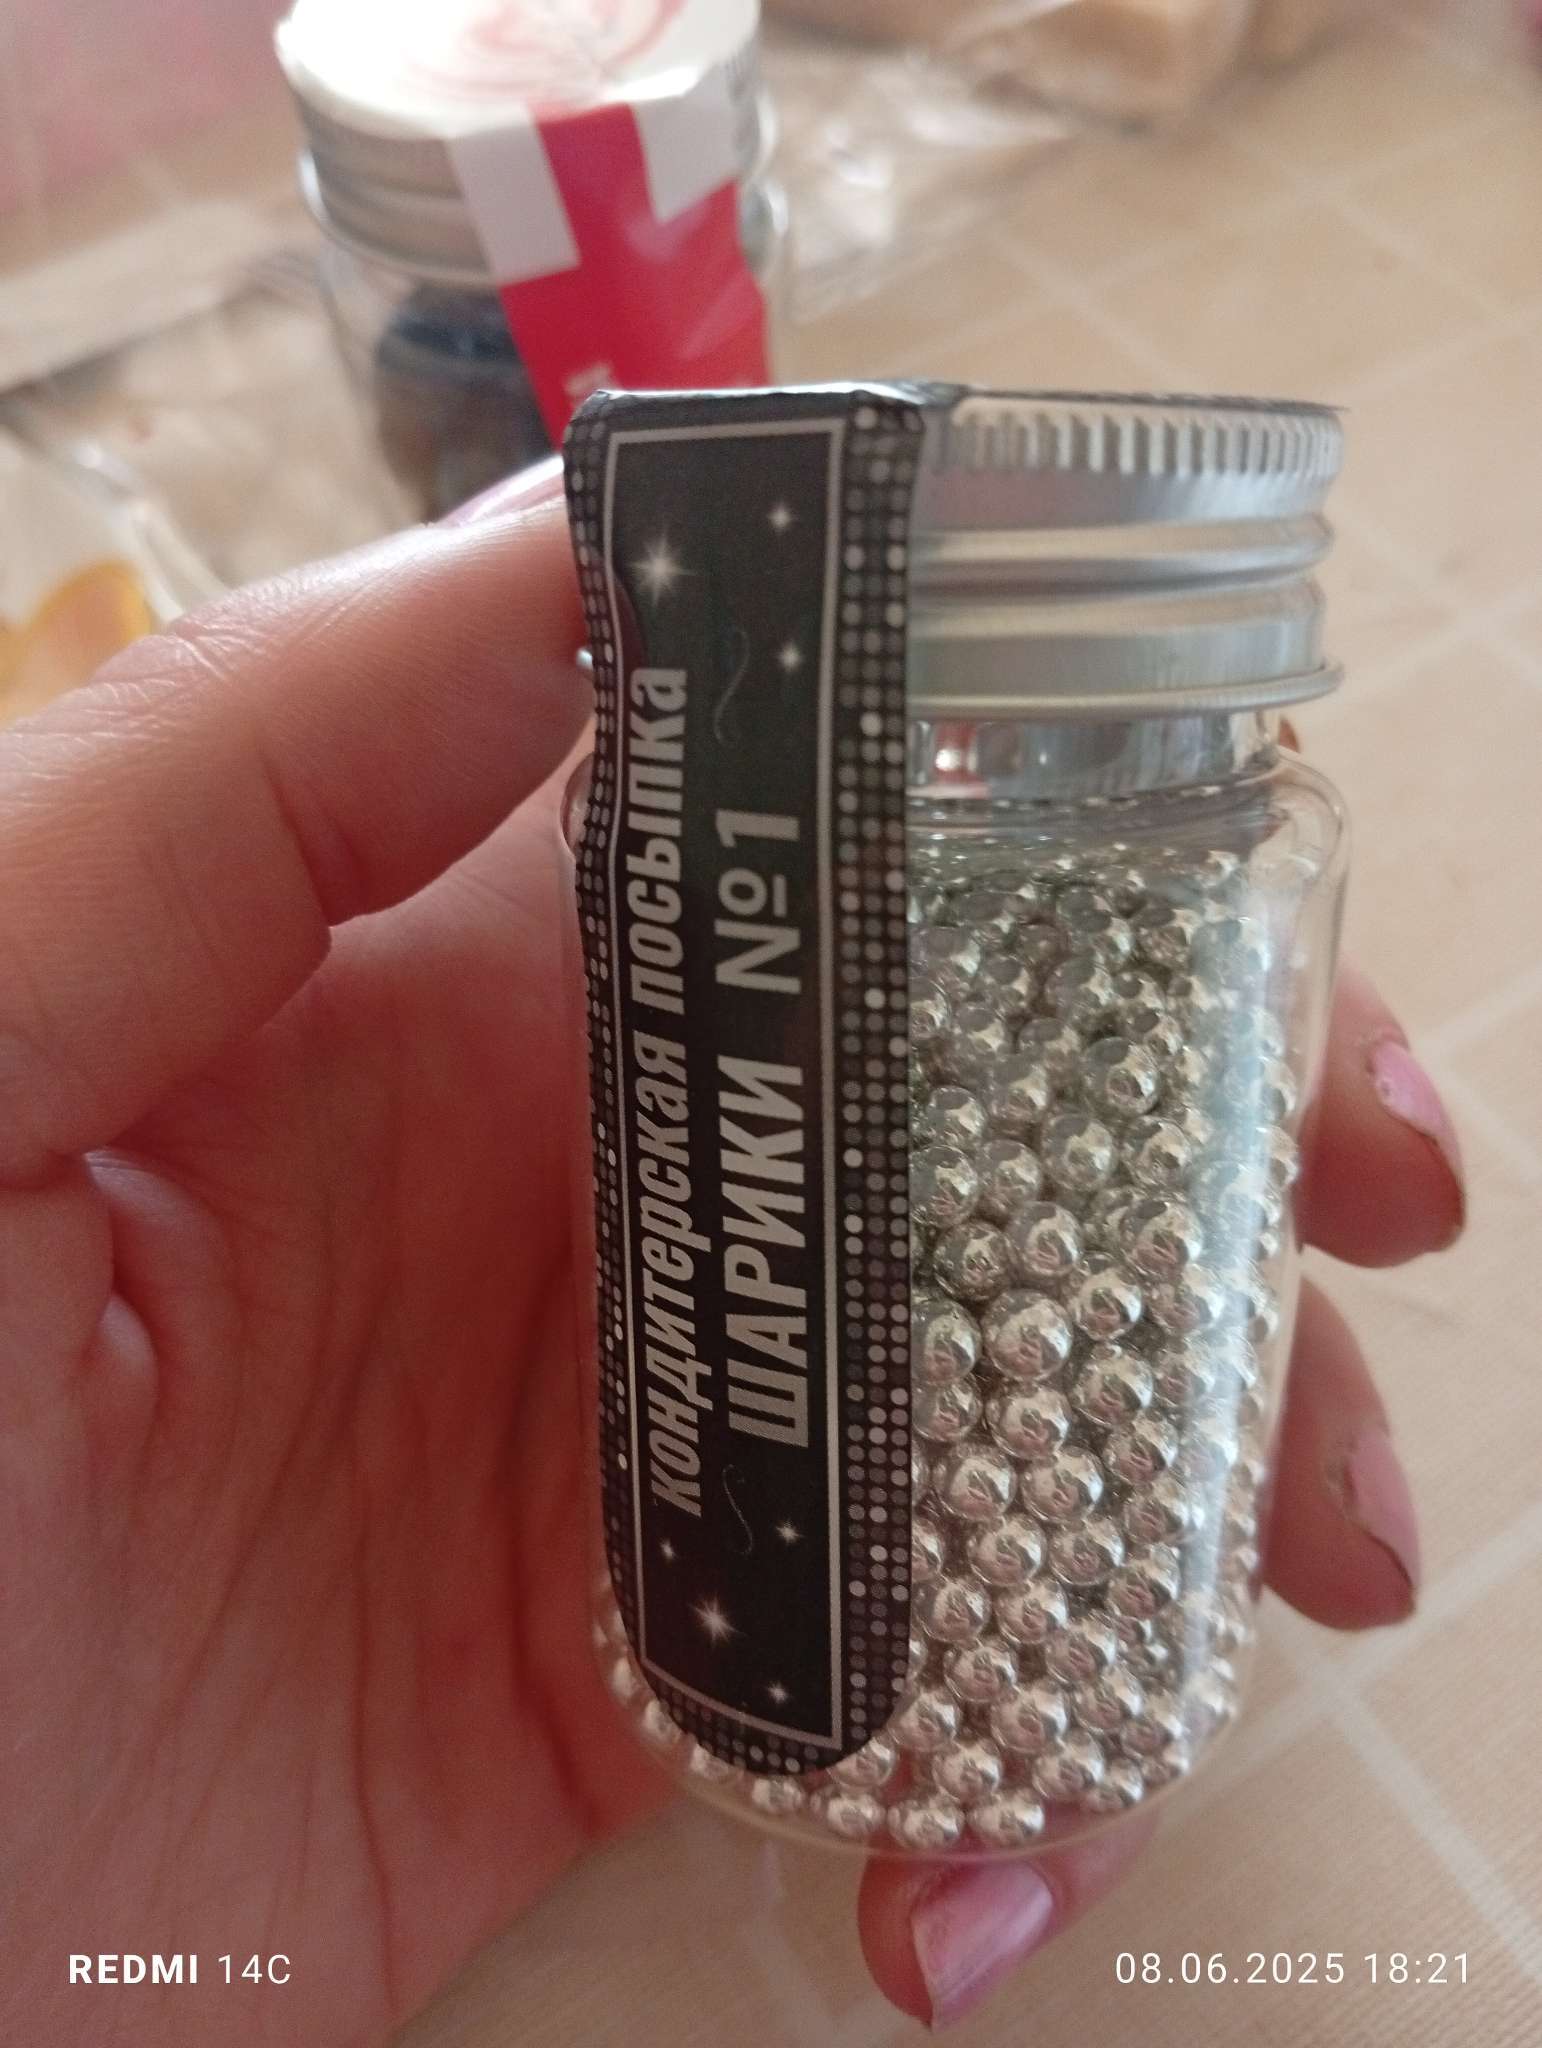 кондитерская посыпка
ШАРИКИ №1
REDMI 14C
08.06.2025 18:21